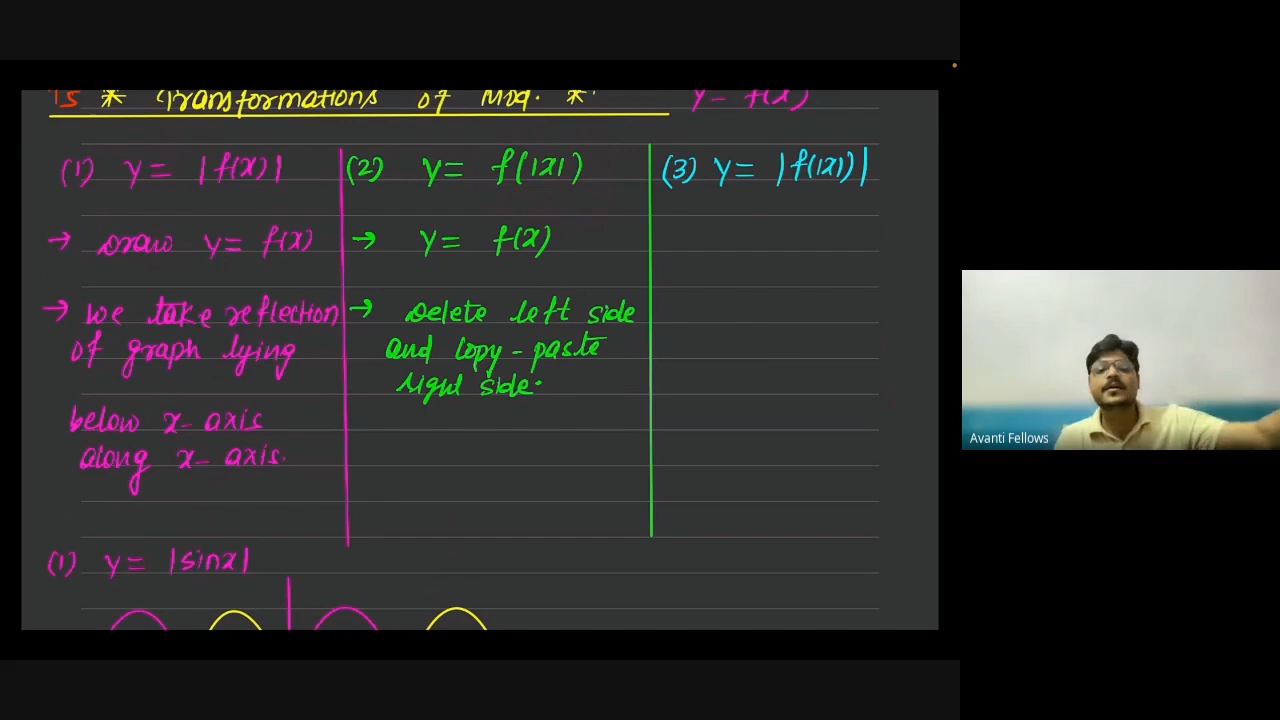 15 * Transformations of Mod. *
y = f(x)
(1) y = |f(x)|
→ Draw y = f(x)
→ We take reflection
of graph lying
below x-axis
along x-axis.
(2) y = f(|x|)
→ y = f(x)
→ Delete left side
and copy-paste
right side.
(3) y = |f(|x|)|
(1) y = |sinx|
Avanti Fellows